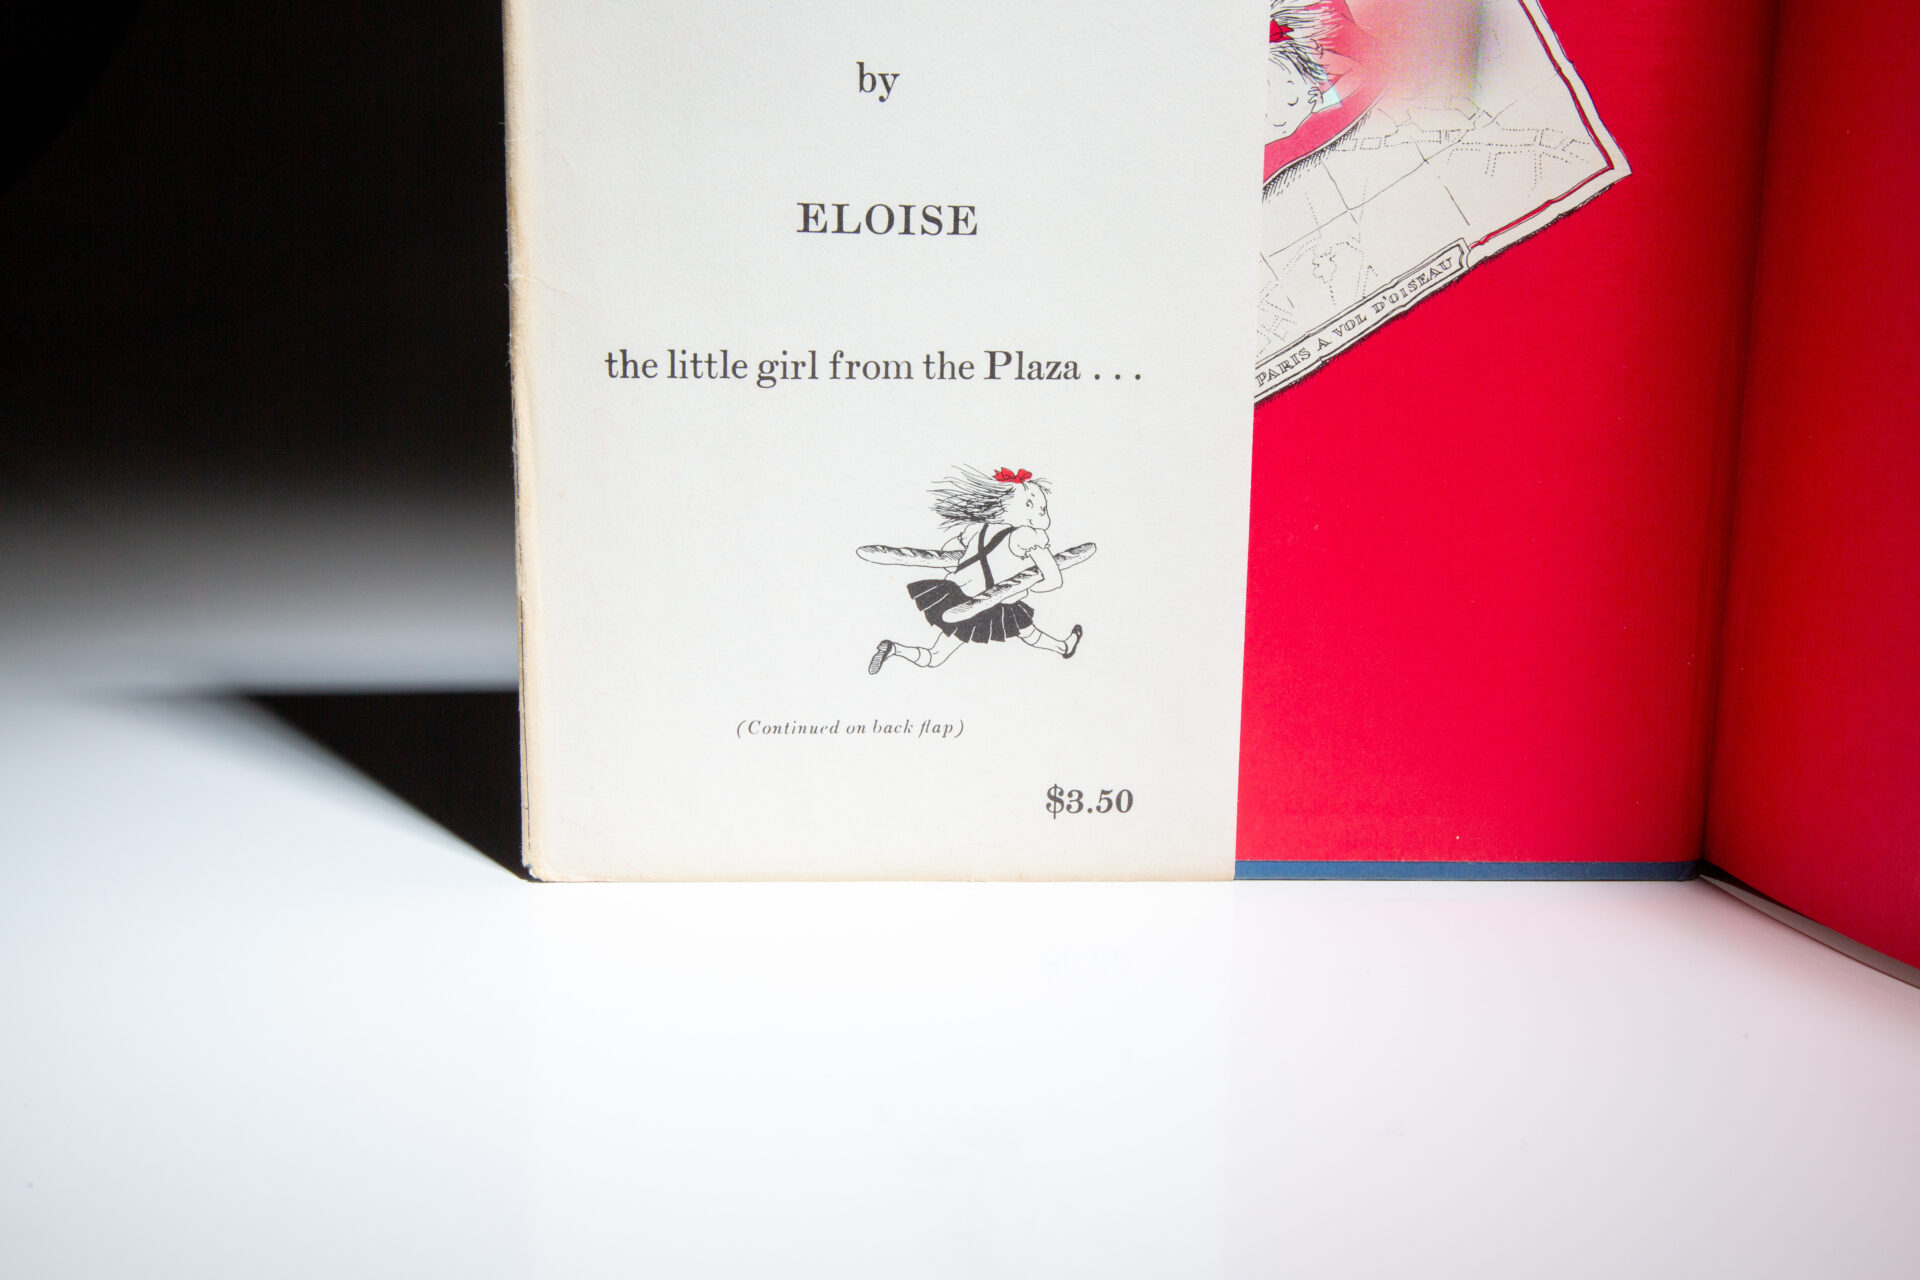 by
ELOISE
the little girl from the Plaza . . .
(Continued on back flap)
$3.50
PARIS A VOL D'OISEAU